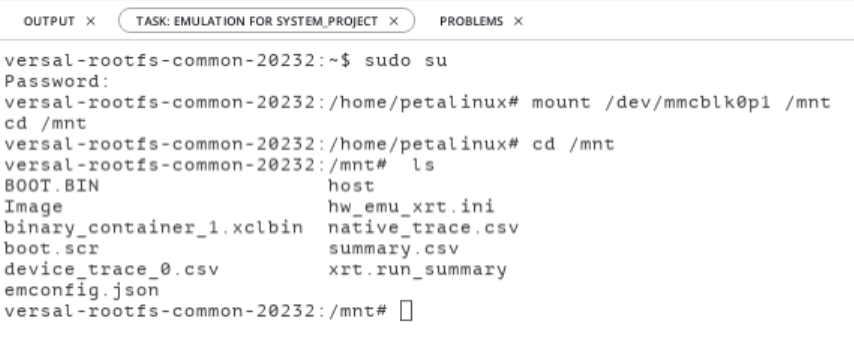 OUTPUT × TASK: EMULATION FOR SYSTEM_PROJECT × PROBLEMS ×
versal-rootfs-common-20232:~$ sudo su
Password:
versal-rootfs-common-20232:/home/petalinux# mount /dev/mmcblk0p1 /mnt
cd /mnt
versal-rootfs-common-20232:/home/petalinux# cd /mnt
versal-rootfs-common-20232:/mnt#  ls
BOOT.BIN                   host
Image                      hw_emu_xrt.ini
binary_container_1.xclbin  native_trace.csv
boot.scr                   summary.csv
device_trace_0.csv         xrt.run_summary
emconfig.json
versal-rootfs-common-20232:/mnt#